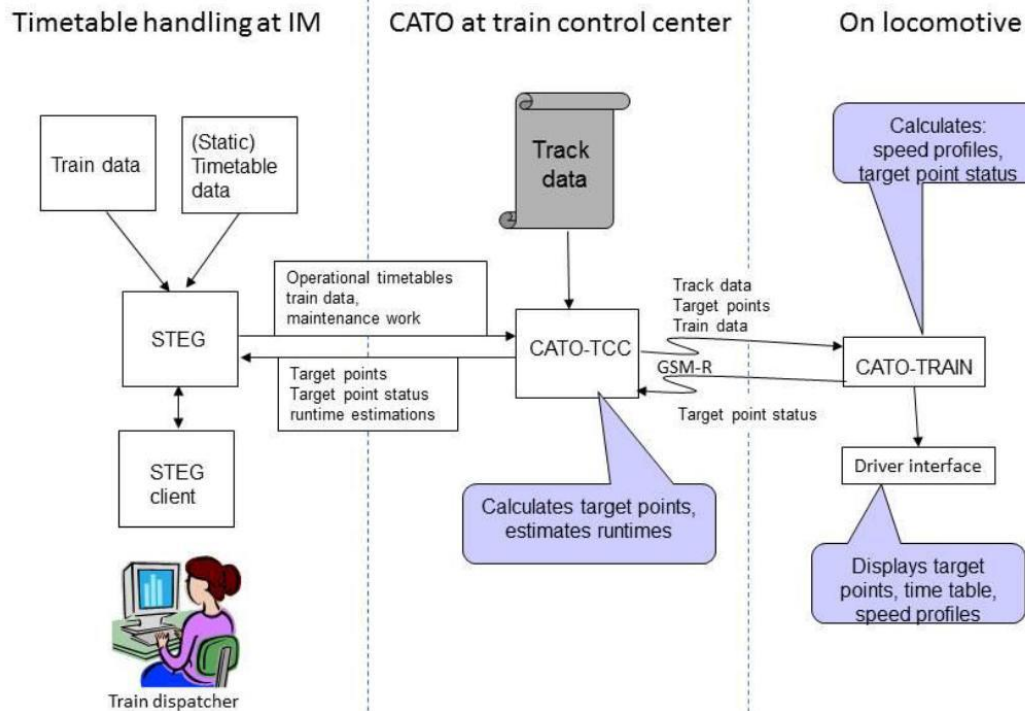 Timetable handling at IM
CATO at train control center
On locomotive
Train data
(Static)
Timetable
data
Track
data
Calculates:
speed profiles,
target point status
Operational timetables
train data,
maintenance work
Track data
Target points
Train data
STEG
CATO-TCC
GSM-R
CATO-TRAIN
Target points
Target point status
runtime estimations
Target point status
STEG
client
Driver interface
Calculates target points,
estimates runtimes
Displays target
points, time table,
speed profiles
Train dispatcher